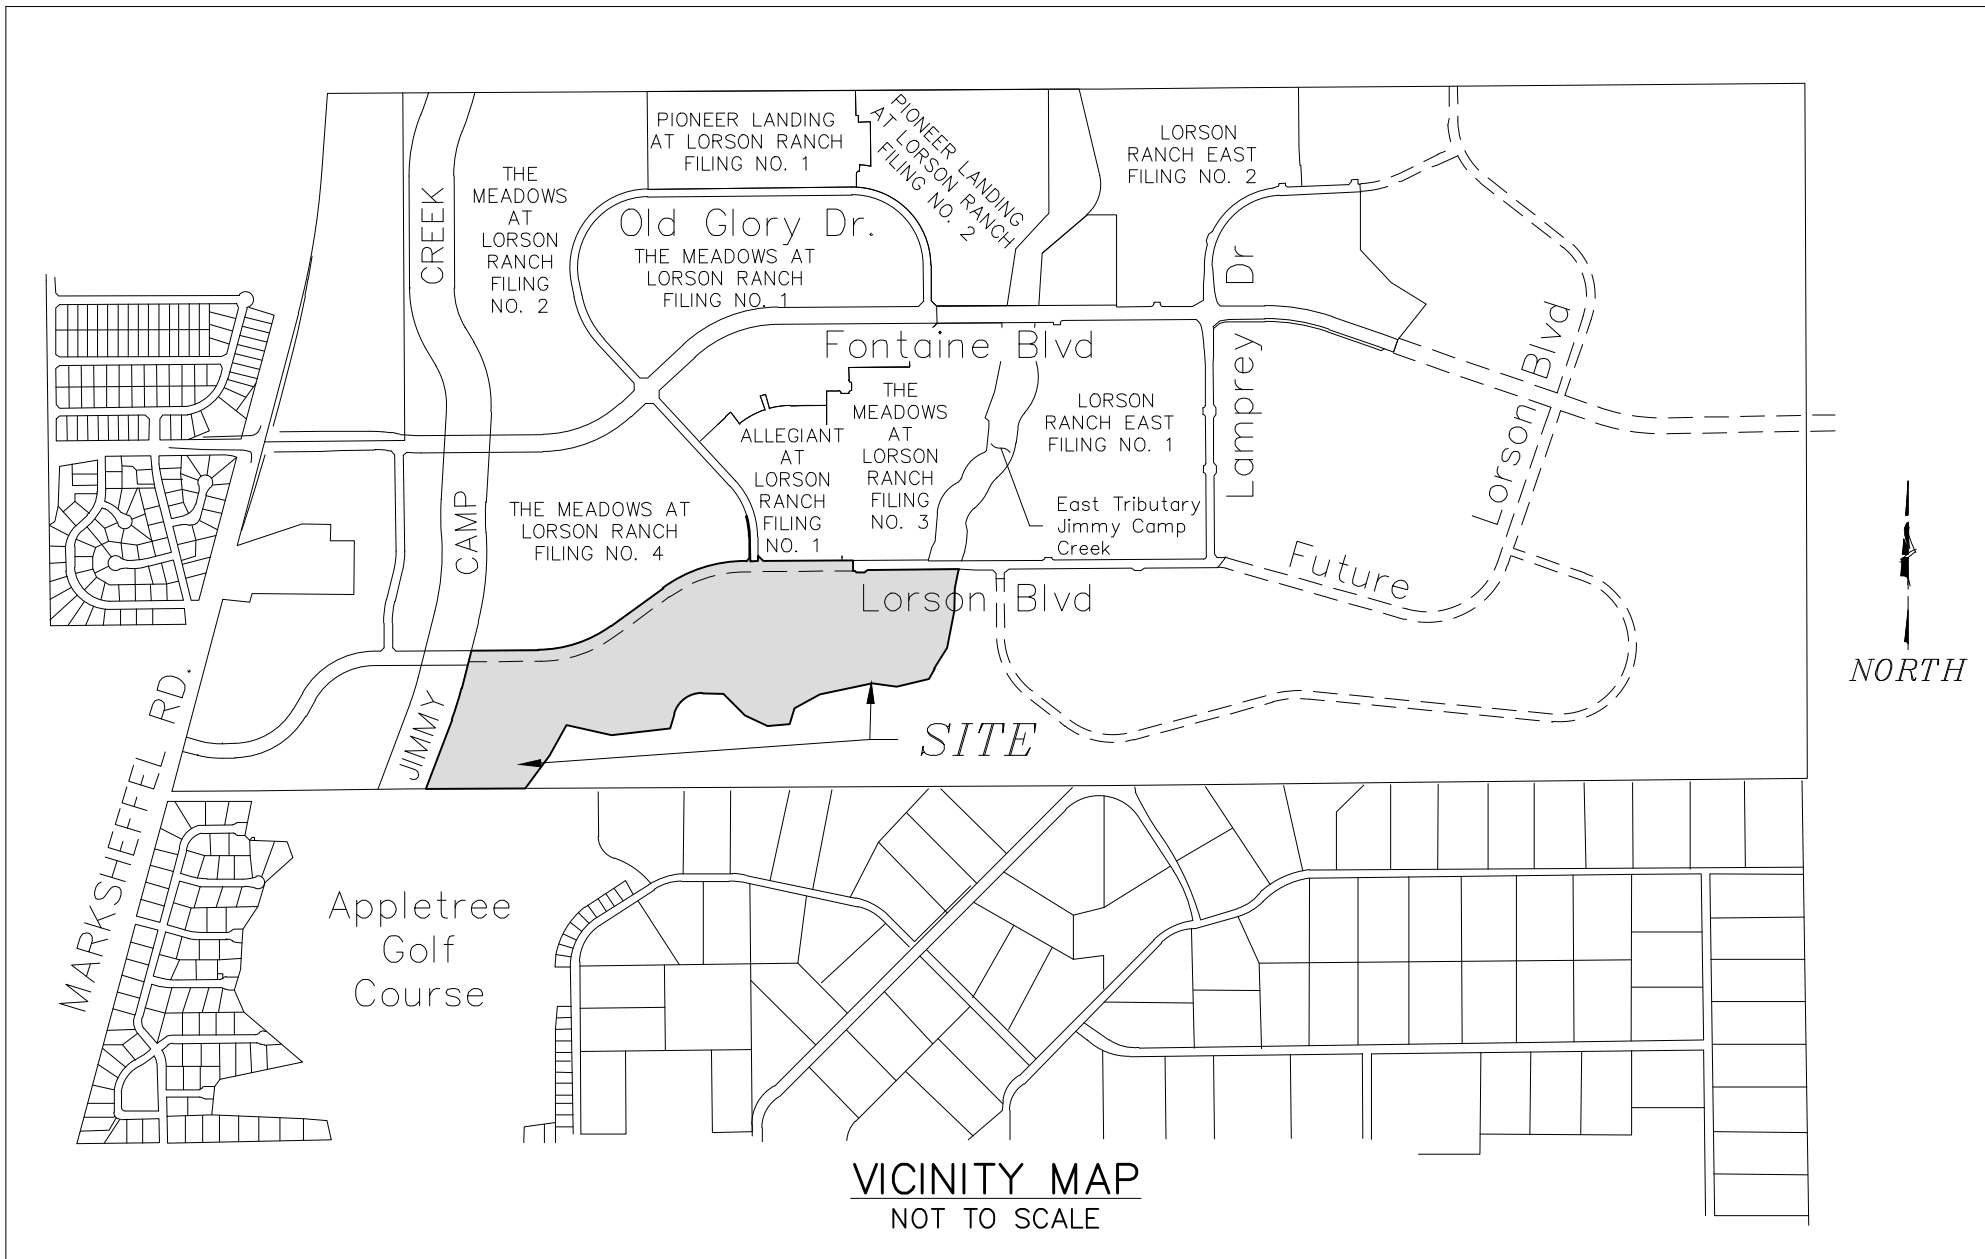 PIONEER LANDING
AT LORSON RANCH
FILING NO. 1
PIONEER LANDING
AT LORSON RANCH
FILING NO. 2
LORSON
RANCH EAST
FILING NO. 2
THE
MEADOWS
AT
LORSON
RANCH
FILING
NO. 2
CREEK
Old Glory Dr.
THE MEADOWS AT
LORSON RANCH
FILING NO. 1
Lamprey Dr
Fontaine Blvd
Lorson Blvd
THE
MEADOWS
AT
LORSON
RANCH
FILING
NO. 3
LORSON
RANCH EAST
FILING NO. 1
ALLEGIANT
AT
LORSON
RANCH
FILING
NO. 1
THE MEADOWS AT
LORSON RANCH
FILING NO. 4
CAMP
East Tributary
Jimmy Camp
Creek
Future
Lorson Blvd
JIMMY
SITE
NORTH
MARKSHEFFEL RD.
Appletree
Golf
Course
VICINITY MAP
NOT TO SCALE